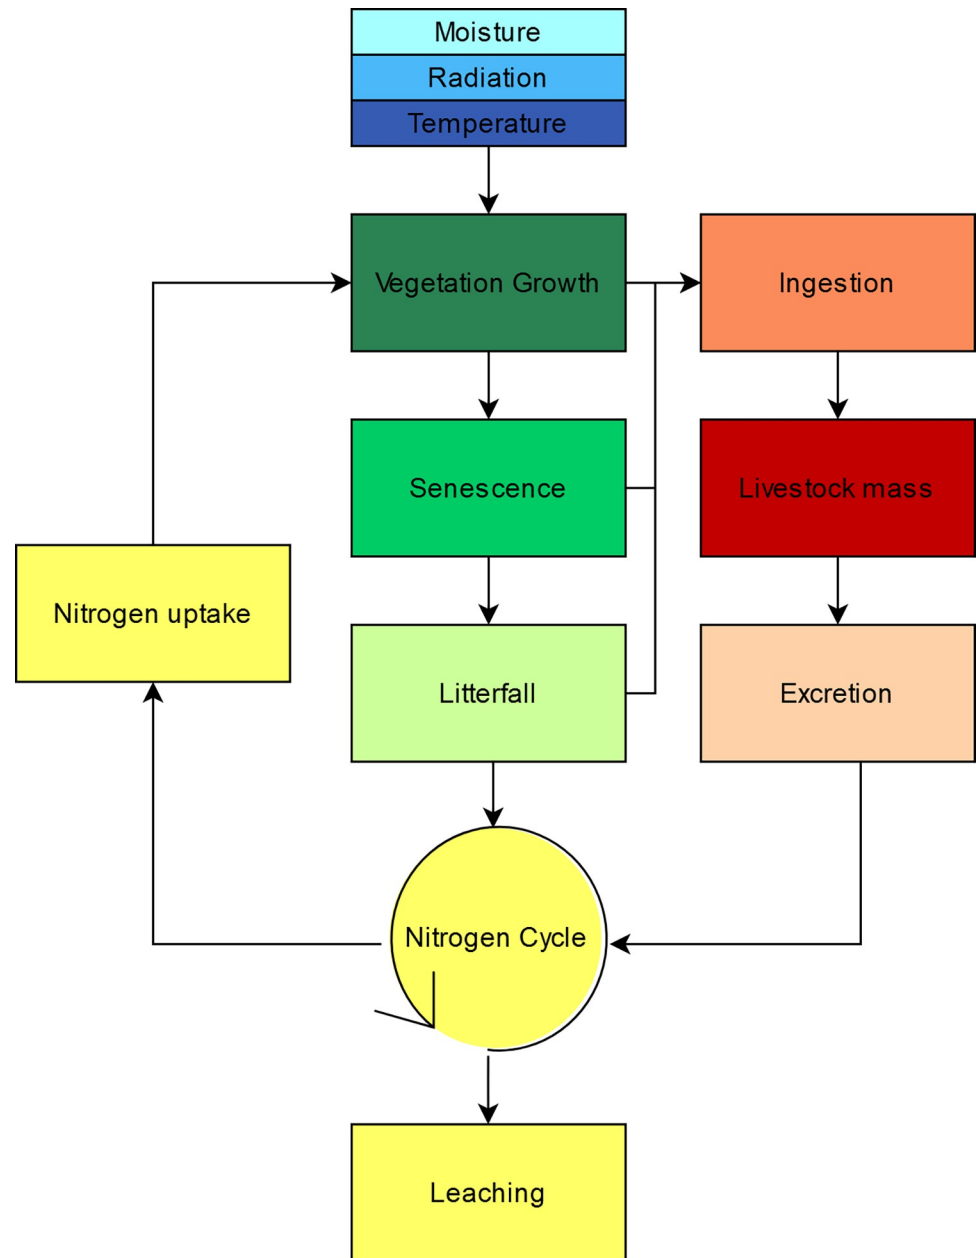 Moisture
Radiation
Temperature
Vegetation Growth
Ingestion
Senescence
Livestock mass
Nitrogen uptake
Litterfall
Excretion
Nitrogen Cycle
Leaching